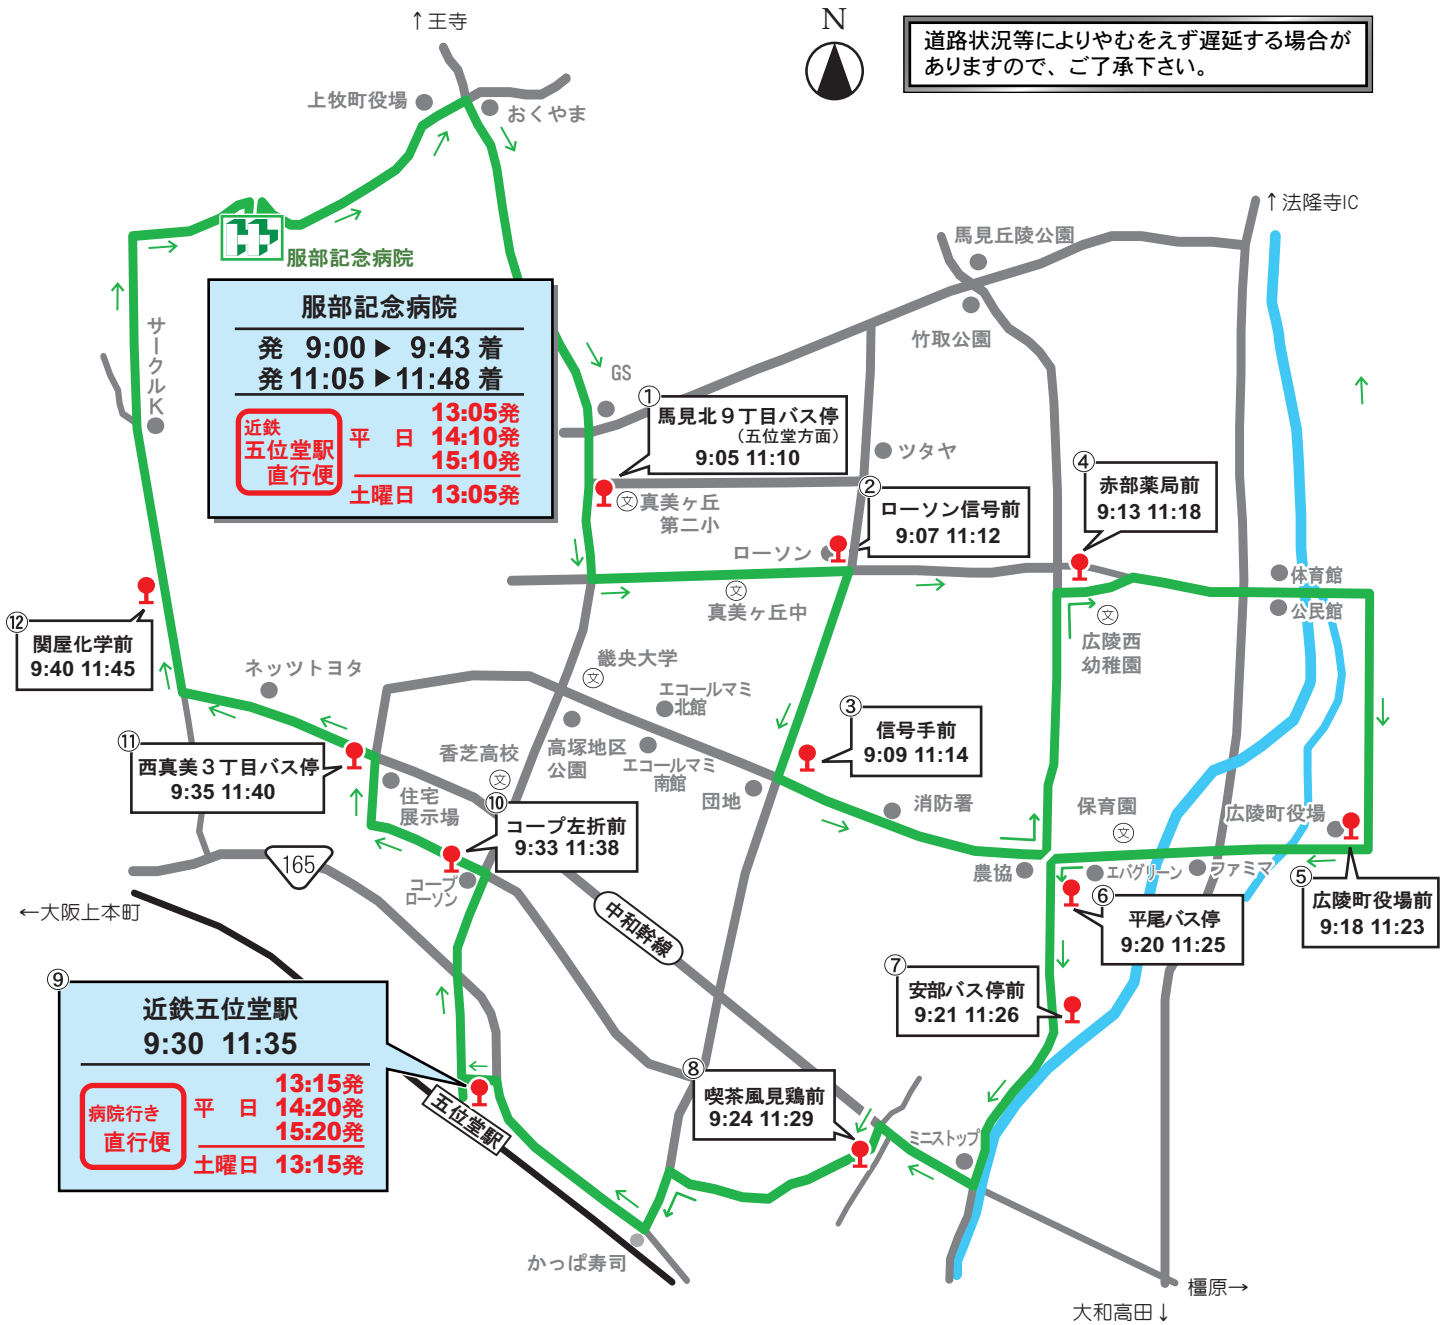 ↑王寺
N
道路状況等によりやむをえず遅延する場合が
ありますので、ご了承下さい。
上牧町役場
おくやま
↑法隆寺IC
馬見丘陵公園
服部記念病院
竹取公園
サークルK
服部記念病院
発 9:00▶ 9:43 着
発 11:05▶11:48 着
近鉄
五位堂駅
直行便
平 日
13:05発
14:10発
15:10発
土曜日 13:05発
GS
①
馬見北9丁目バス停
(五位堂方面)
9:05 11:10
ツタヤ
文
真美ヶ丘
第二小
②
ローソン信号前
9:07 11:12
④
赤部薬局前
9:13 11:18
ローソン
体育館
公民館
文
真美ヶ丘中
文
広陵西
幼稚園
⑫
関屋化学前
9:40 11:45
ネッツトヨタ
畿央大学
文
エコールマミ
北館
③
信号手前
9:09 11:14
⑪
西真美3丁目バス停
9:35 11:40
香芝高校
文
高塚地区
公園
エコールマミ
南館
団地
消防署
保育園
文
広陵町役場
住宅
展示場
⑩
コープ左折前
9:33 11:38
165
コープ
ローソン
農協
エバグリーン
ファミマ
⑤
広陵町役場前
9:18 11:23
⑥
平尾バス停
9:20 11:25
←大阪上本町
中和幹線
⑦
安部バス停前
9:21 11:26
⑨
近鉄五位堂駅
9:30 11:35
病院行き
直行便
平 日
13:15発
14:20発
15:20発
土曜日 13:15発
五位堂駅
⑧
喫茶風見鶏前
9:24 11:29
ミニストップ
かっぱ寿司
橿原→
大和高田↓